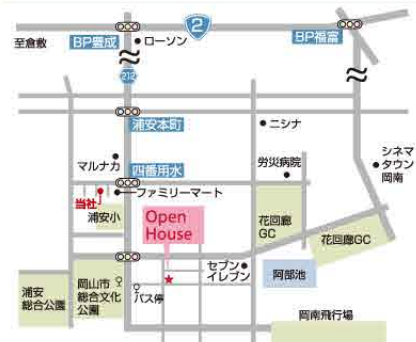 2
至倉敷
BP豊成
ローソン
BP福富
212
浦安本町
ニシナ
マルナカ
四番用水
労災病院
シネマ
タウン
岡南
当社
ファミリーマート
浦安小
Open
House
花回廊
GC
花回廊GC
セブン
イレブン
阿部池
浦安
総合公園
岡山市
総合文化
公園
バス停
岡南飛行場